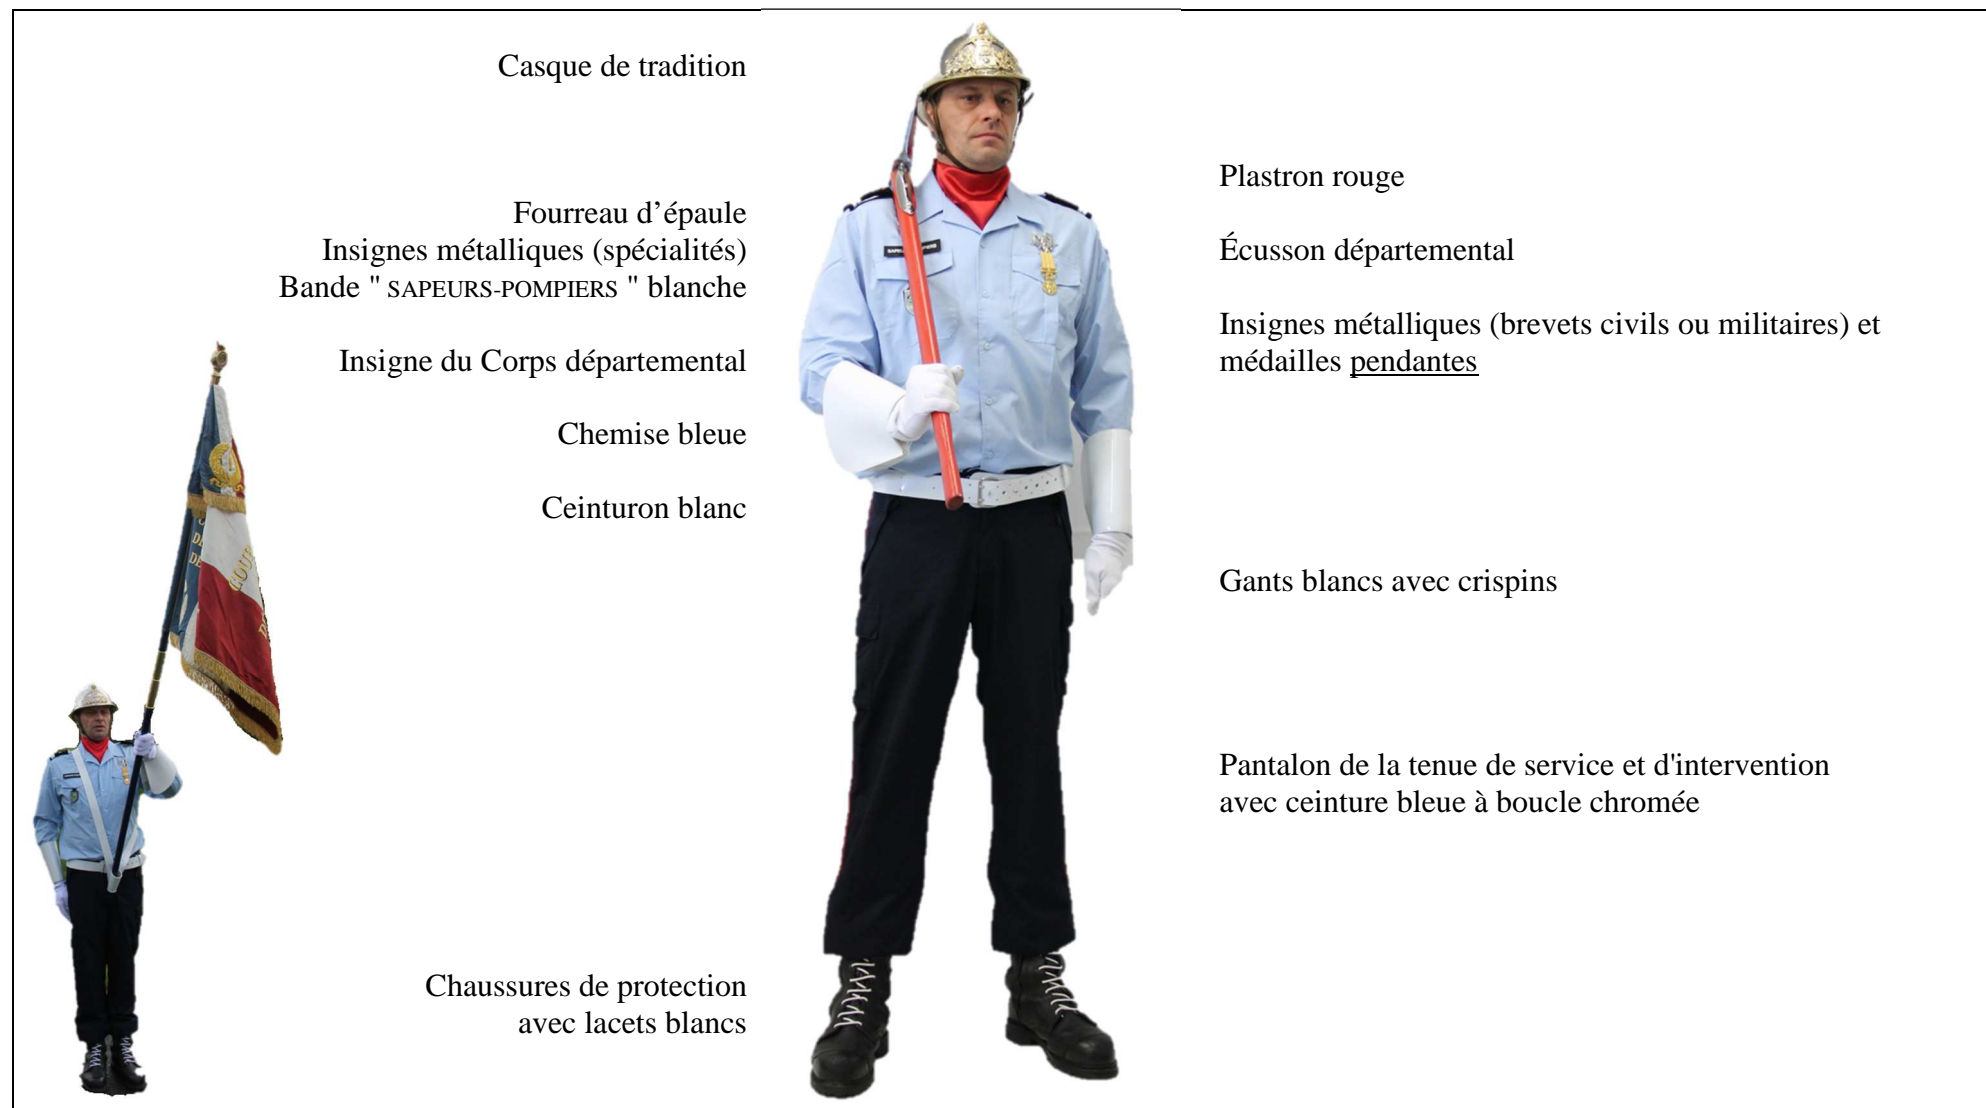 Casque de tradition
Plastron rouge
Fourreau d’épaule
Insignes métalliques (spécialités)
Écusson départemental
Bande " SAPEURS-POMPIERS " blanche
Insignes métalliques (brevets civils ou militaires) et
médailles pendantes
Insigne du Corps départemental
Chemise bleue
Ceinturon blanc
Gants blancs avec crispins
Pantalon de la tenue de service et d'intervention
avec ceinture bleue à boucle chromée
Chaussures de protection
avec lacets blancs